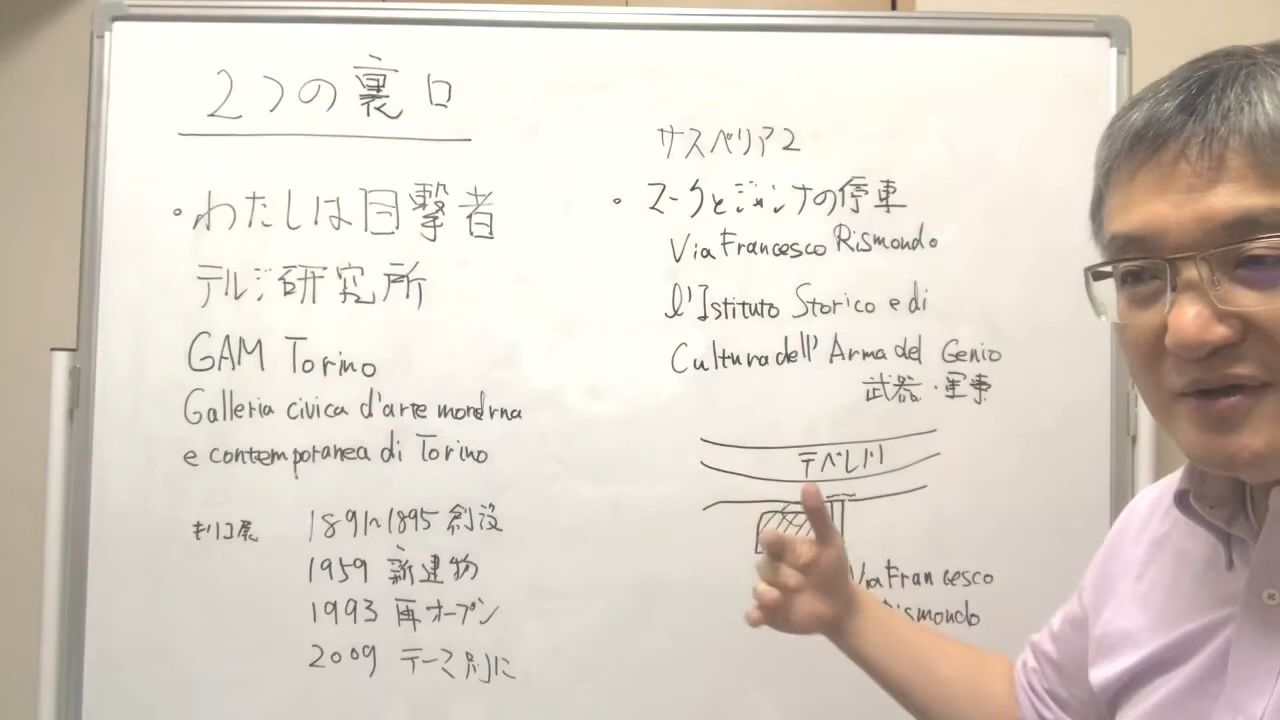 2つの裏口
・わたしは目撃者
テルジ研究所
GAM Torino
Galleria civica d'arte mordrna
e contemporanea di Torino
キリコ展
1891〜1895 創設
1959 新建物
1993 再オープン
2009 テーマ別に
サスペリア2
・マークとジャンナの停車
Via Francesco Rismondo
l'Istituto Storico e di
Cultura dell' Arma del Genio
武器・軍事
テベレ川
Via Francesco
Rismondo